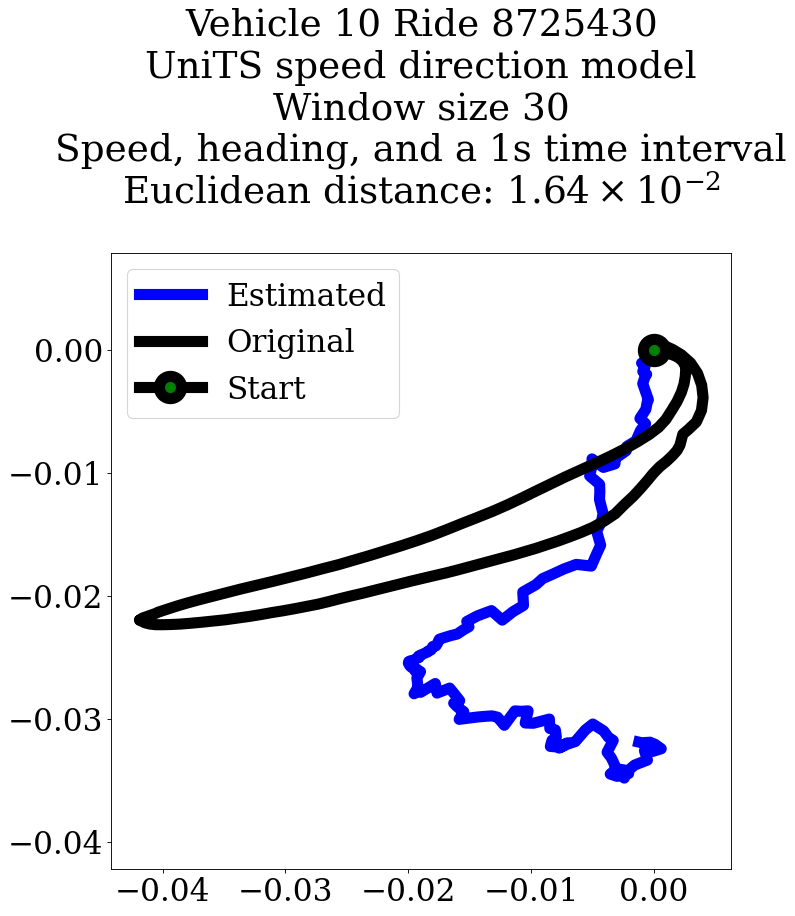 Vehicle 10 Ride 8725430
UniTS speed direction model
Window size 30
Speed, heading, and a 1s time interval
Euclidean distance: 1.64 × 10⁻²
Estimated
Original
Start
0.00
−0.01
−0.02
−0.03
−0.04
−0.04 −0.03 −0.02 −0.01 0.00